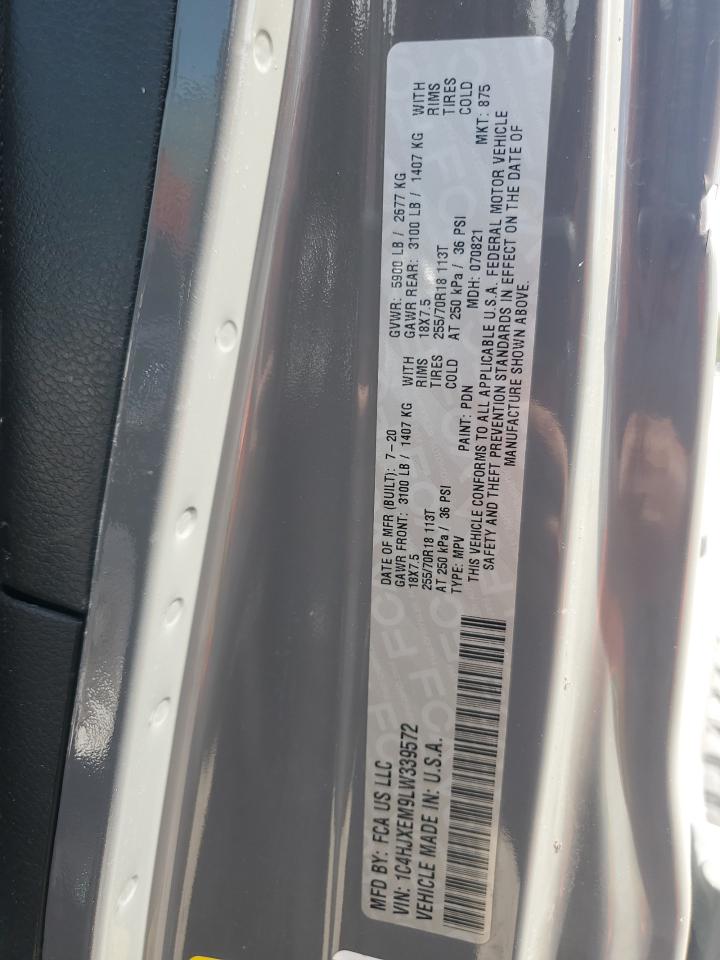 MFD BY: FCA US LLC
VIN: 1C4HJXEM9LW339572
VEHICLE MADE IN: U.S.A.
DATE OF MFR (BUILT): 7-20 GVWR: 5900 LB / 2677 KG
GAWR FRONT: 3100 LB / 1407 KG WITH GAWR REAR: 3100 LB / 1407 KG WITH
18X7.5 RIMS 18X7.5 RIMS
255/70R18 113T TIRES 255/70R18 113T TIRES
AT 250 kPa / 36 PSI COLD AT 250 kPa / 36 PSI COLD
TYPE: MPV PAINT: PDN MDH: 070821 MKT: 875
THIS VEHICLE CONFORMS TO ALL APPLICABLE U.S.A. FEDERAL MOTOR VEHICLE
SAFETY AND THEFT PREVENTION STANDARDS IN EFFECT ON THE DATE OF
MANUFACTURE SHOWN ABOVE.